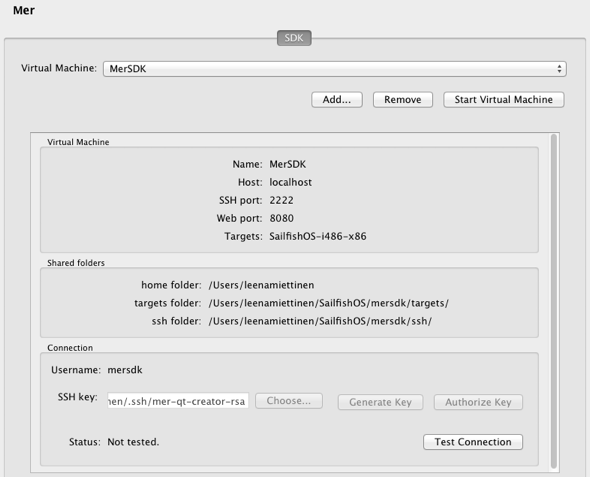 Mer
SDK
Virtual Machine: MerSDK
Add... Remove Start Virtual Machine
Virtual Machine
Name: MerSDK
Host: localhost
SSH port: 2222
Web port: 8080
Targets: SailfishOS-i486-x86
Shared folders
home folder: /Users/leenamiettinen
targets folder: /Users/leenamiettinen/SailfishOS/mersdk/targets/
ssh folder: /Users/leenamiettinen/SailfishOS/mersdk/ssh/
Connection
Username: mersdk
SSH key: nen/.ssh/mer-qt-creator-rsa Choose... Generate Key Authorize Key
Status: Not tested. Test Connection